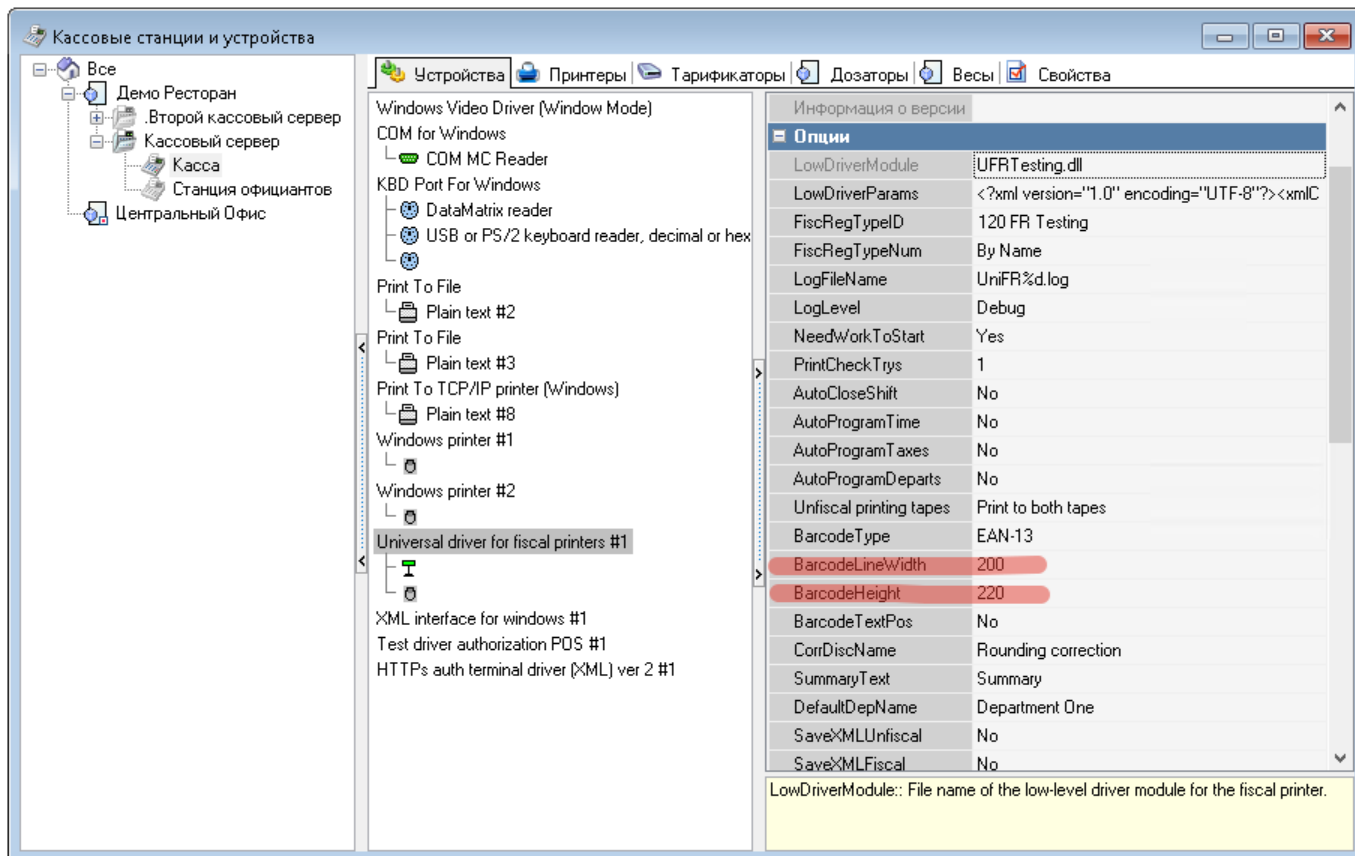 Кассовые станции и устройства
Все
Демо Ресторан
.Второй кассовый сервер
Кассовый сервер
Касса
Станция официантов
Центральный Офис
Устройства Принтеры Тарификаторы Дозаторы Весы Свойства
Windows Video Driver (Window Mode)
COM for Windows
COM MC Reader
KBD Port For Windows
DataMatrix reader
USB or PS/2 keyboard reader, decimal or hex
Print To File
Plain text #2
Print To File
Plain text #3
Print To TCP/IP printer (Windows)
Plain text #8
Windows printer #1
Windows printer #2
Universal driver for fiscal printers #1
XML interface for windows #1
Test driver authorization POS #1
HTTPs auth terminal driver (XML) ver 2 #1
Информация о версии
Опции
LowDriverModule UFRTesting.dll
LowDriverParams <?xml version="1.0" encoding="UTF-8"?><xmlC
FiscRegTypeID 120 FR Testing
FiscRegTypeNum By Name
LogFileName UniFR%d.log
LogLevel Debug
NeedWorkToStart Yes
PrintCheckTrys 1
AutoCloseShift No
AutoProgramTime No
AutoProgramTaxes No
AutoProgramDeparts No
Unfiscal printing tapes Print to both tapes
BarcodeType EAN-13
BarcodeLineWidth 200
BarcodeHeight 220
BarcodeTextPos No
CorrDiscName Rounding correction
SummaryText Summary
DefaultDepName Department One
SaveXMLUnfiscal No
SaveXMLFiscal No
LowDriverModule:: File name of the low-level driver module for the fiscal printer.